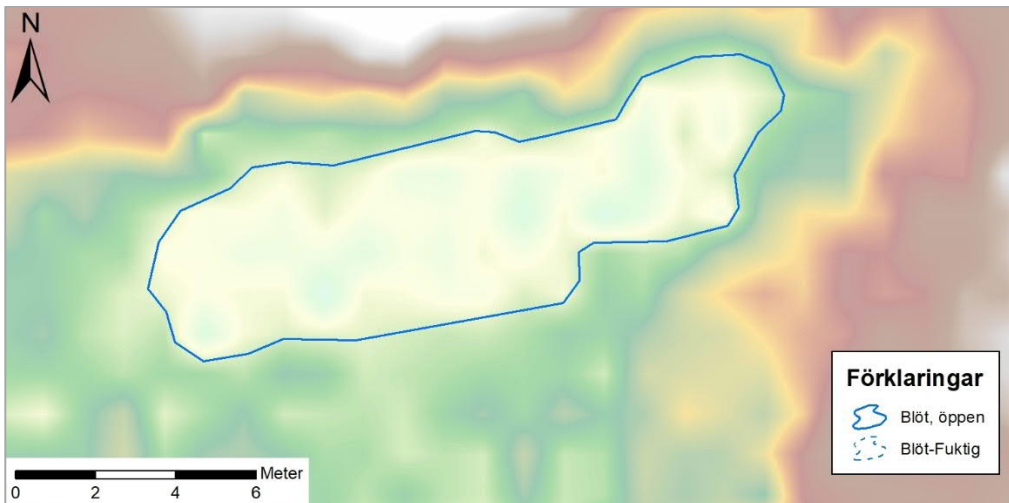 N
Förklaringar
Blöt, öppen
Blöt-Fuktig
Meter
0 2 4 6